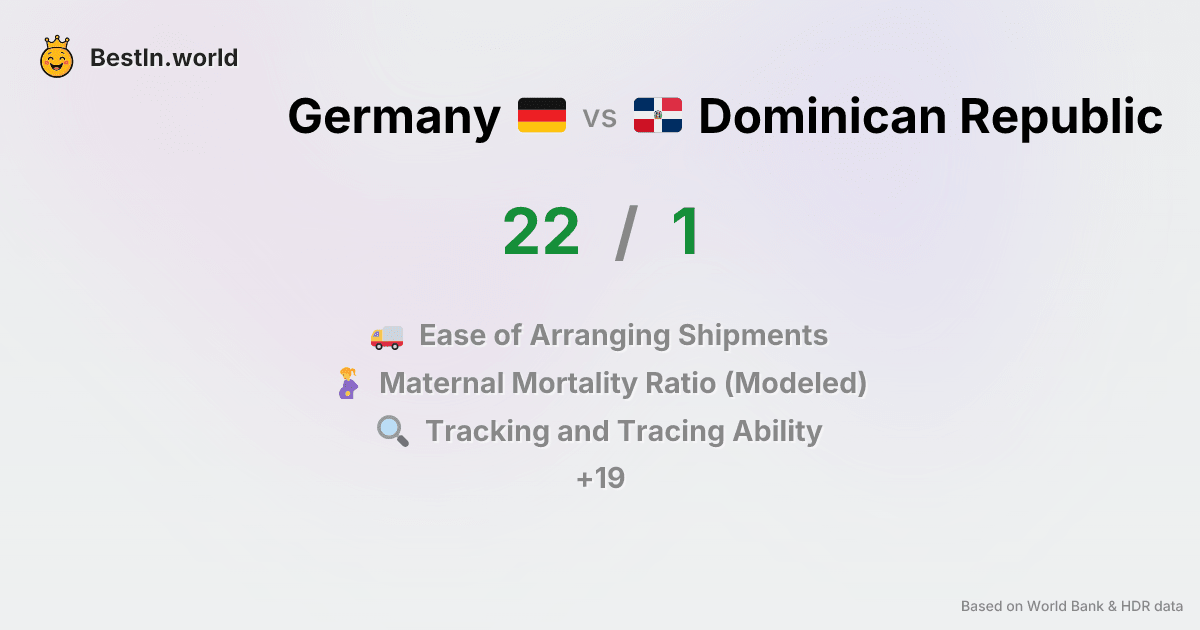 BestIn.world
Germany vs Dominican Republic
22 / 1
Ease of Arranging Shipments
Maternal Mortality Ratio (Modeled)
Tracking and Tracing Ability
+19
Based on World Bank & HDR data